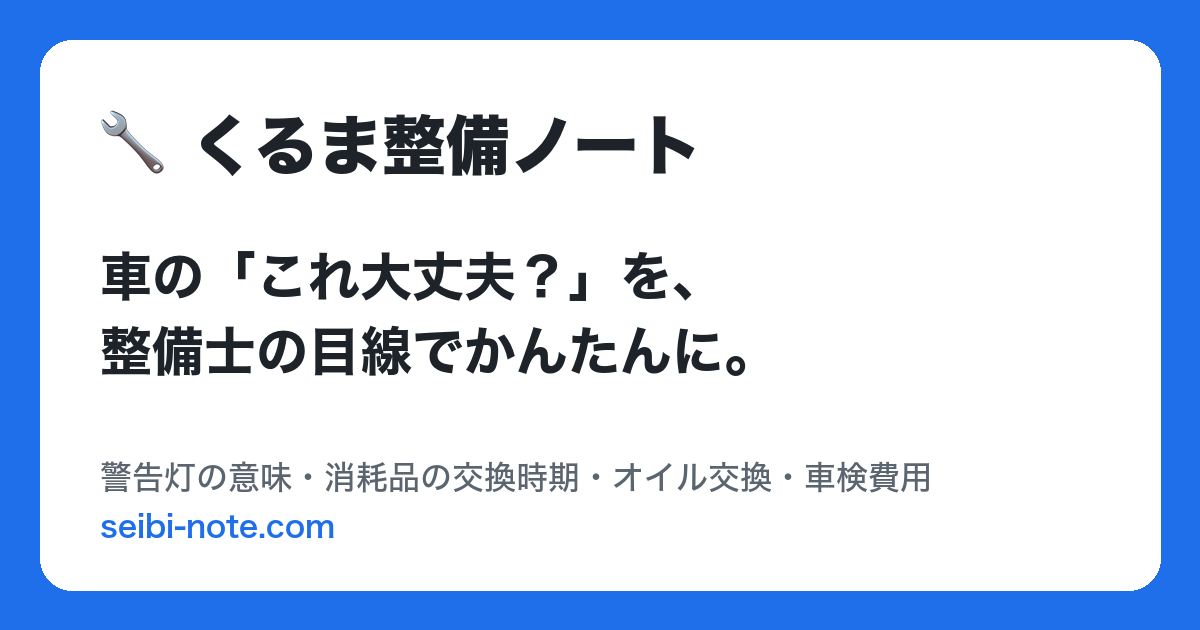 くるま整備ノート
車の「これ大丈夫？」を、
整備士の目線でかんたんに。
警告灯の意味・消耗品の交換時期・オイル交換・車検費用
seibi-note.com